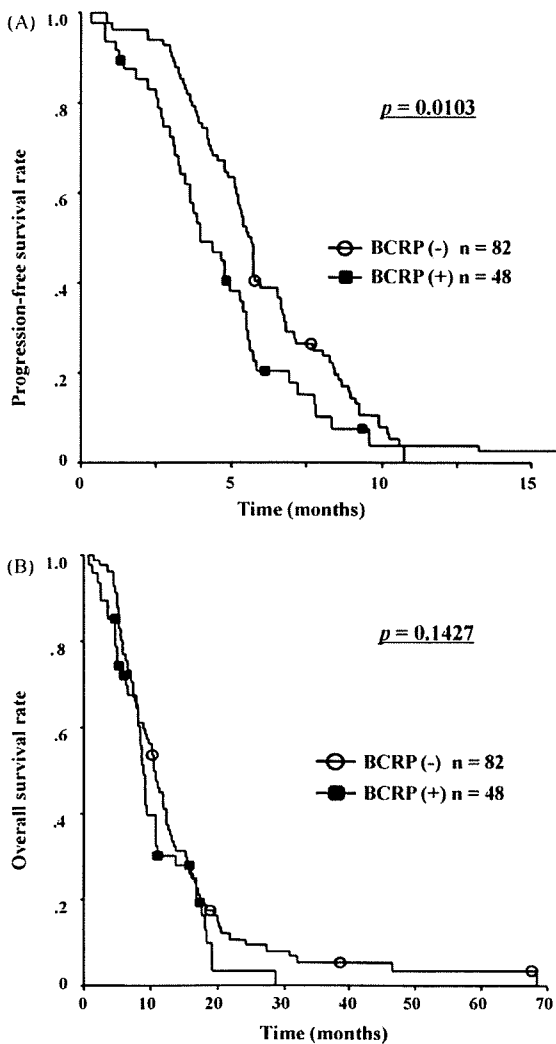 (A)
1.0
.8
.6
.4
.2
0
Progression-free survival rate
p = 0.0103
BCRP (-) n = 82
BCRP (+) n = 48
0 5 10 15
Time (months)
(B)
1.0
.8
.6
.4
.2
0
Overall survival rate
p = 0.1427
BCRP (-) n = 82
BCRP (+) n = 48
0 10 20 30 40 50 60 70
Time (months)